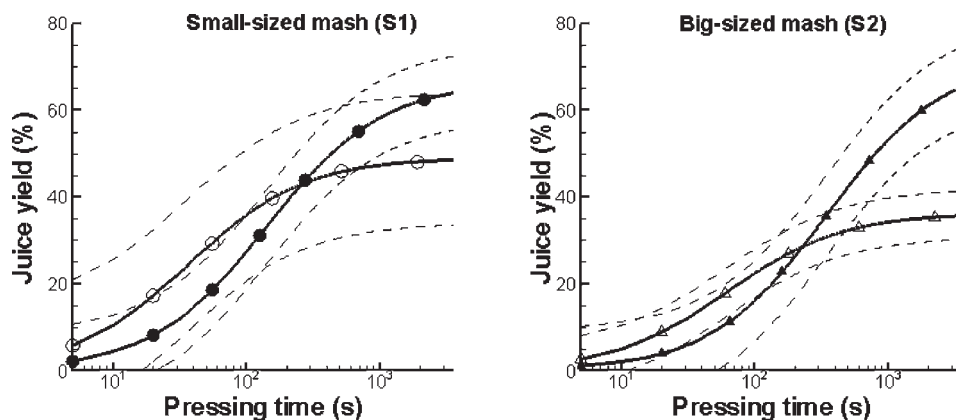 Small-sized mash (S1)
Juice yield (%)
80
60
40
20
0
10¹
10²
10³
Pressing time (s)
Big-sized mash (S2)
Juice yield (%)
80
60
40
20
0
10¹
10²
10³
Pressing time (s)